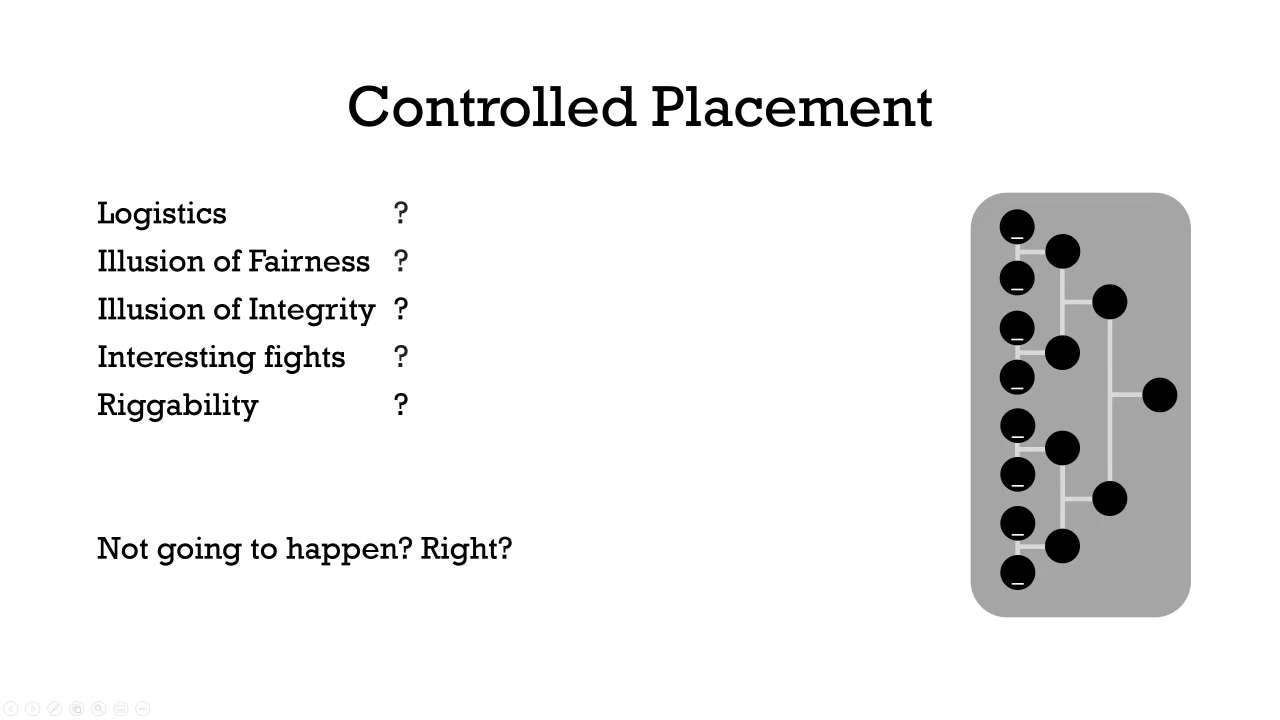 Controlled Placement
Logistics ?
Illusion of Fairness ?
Illusion of Integrity ?
Interesting fights ?
Riggability ?
Not going to happen? Right?
_
_
_
_
_
_
_
_